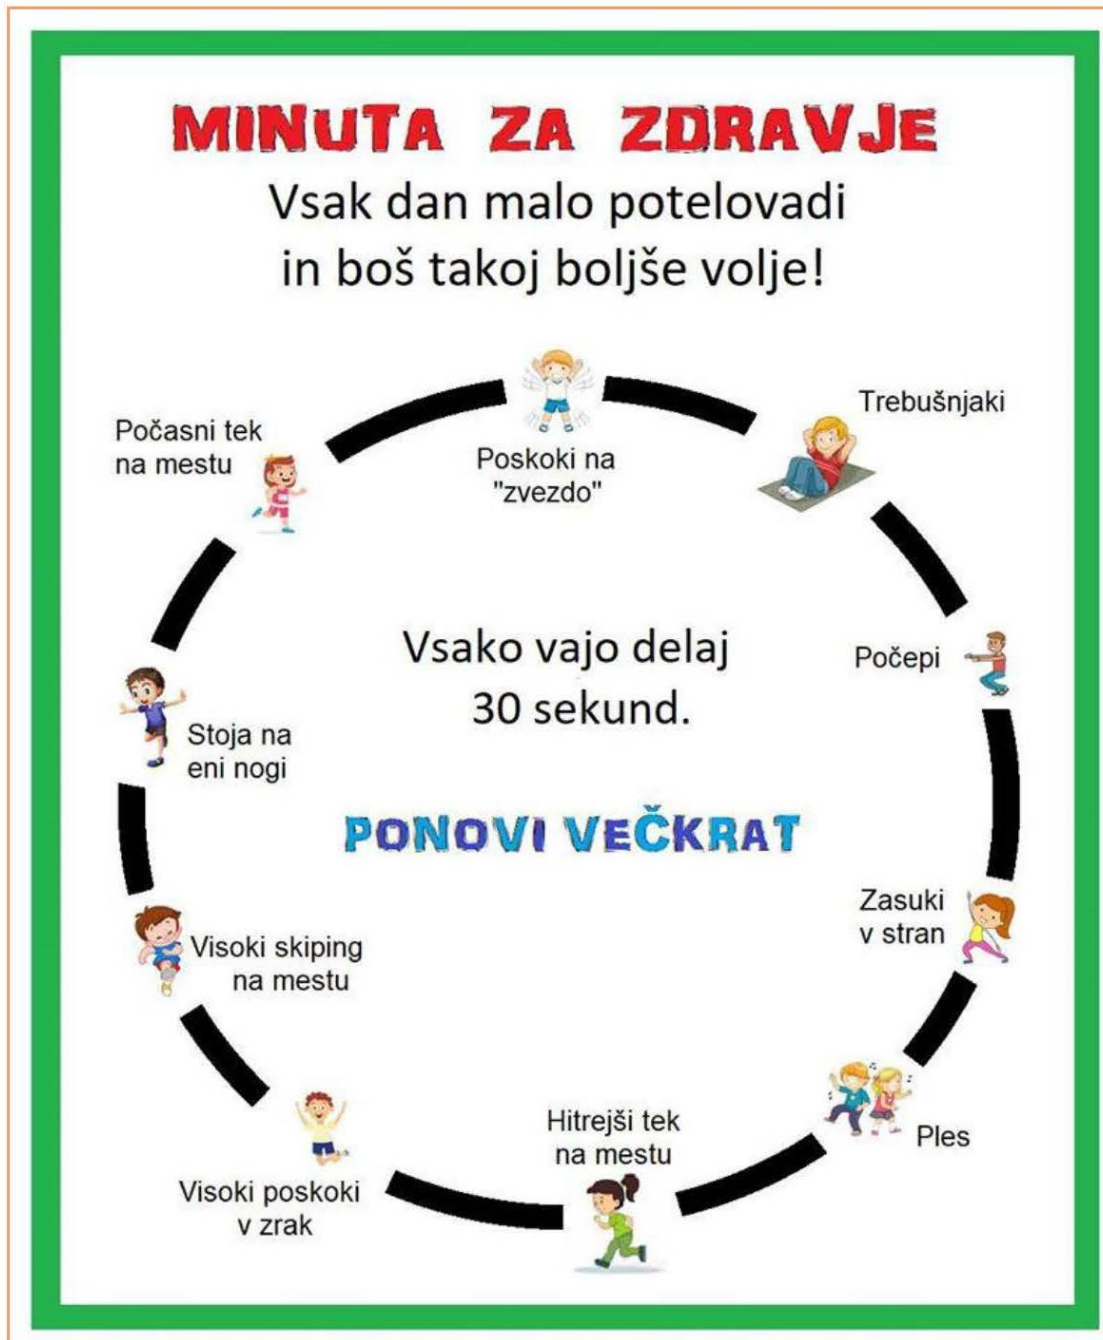 MINUTA ZA ZDRAVJE
Vsak dan malo potelovadi
in boš takoj boljše volje!
Poskoki na
"zvezdo"
Trebušnjaki
Počepi
Zasuki
v stran
Ples
Hitrejši tek
na mestu
Visoki poskoki
v zrak
Visoki skiping
na mestu
Stoja na
eni nogi
Počasni tek
na mestu
Vsako vajo delaj
30 sekund.
PONOVI VEČKRAT